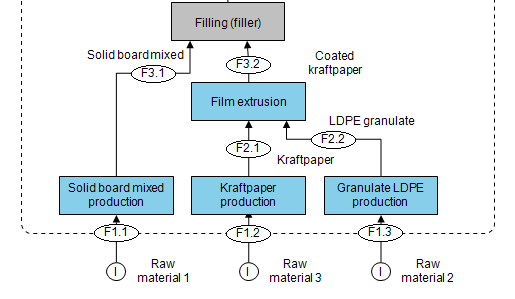 Filling (filler)
Solid board mixed
Coated
kraftpaper
F3.1
F3.2
Film extrusion
LDPE granulate
F2.1
F2.2
Kraftpaper
Solid board mixed
production
Kraftpaper
production
Granulate LDPE
production
F1.1
F1.2
F1.3
I
Raw
material 1
I
Raw
material 3
I
Raw
material 2